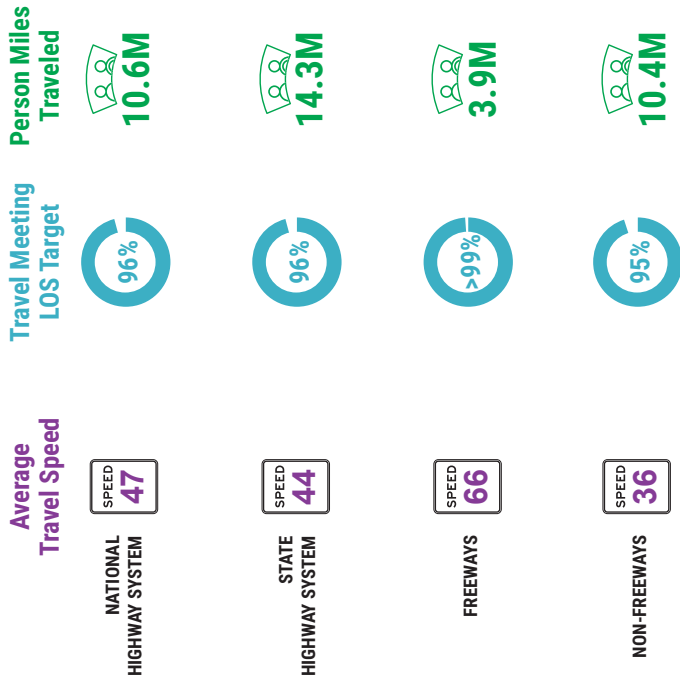 Average
Travel Speed
Travel Meeting
LOS Target
Person Miles
Traveled
NATIONAL
HIGHWAY SYSTEM
SPEED
47
96%
10.6M
STATE
HIGHWAY SYSTEM
SPEED
44
96%
14.3M
FREEWAYS
SPEED
66
>99%
3.9M
NON-FREEWAYS
SPEED
36
95%
10.4M